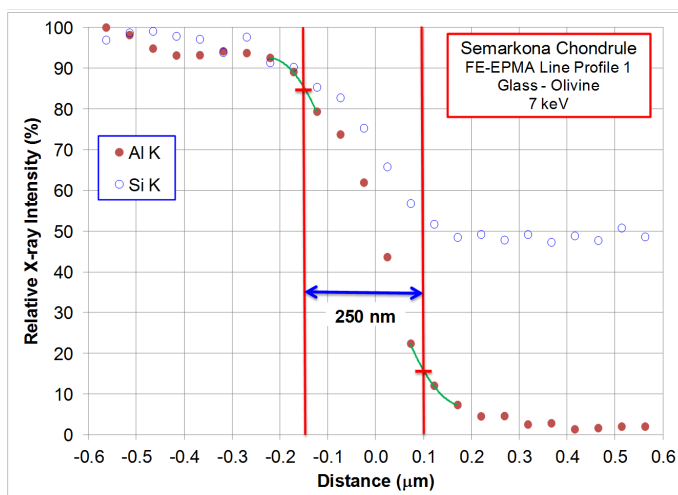 Semarkona Chondrule
FE-EPMA Line Profile 1
Glass - Olivine
7 keV
Al K
Si K
250 nm
Relative X-ray Intensity (%)
100
90
80
70
60
50
40
30
20
10
0
-0.6 -0.5 -0.4 -0.3 -0.2 -0.1 0.0 0.1 0.2 0.3 0.4 0.5 0.6
Distance (μm)